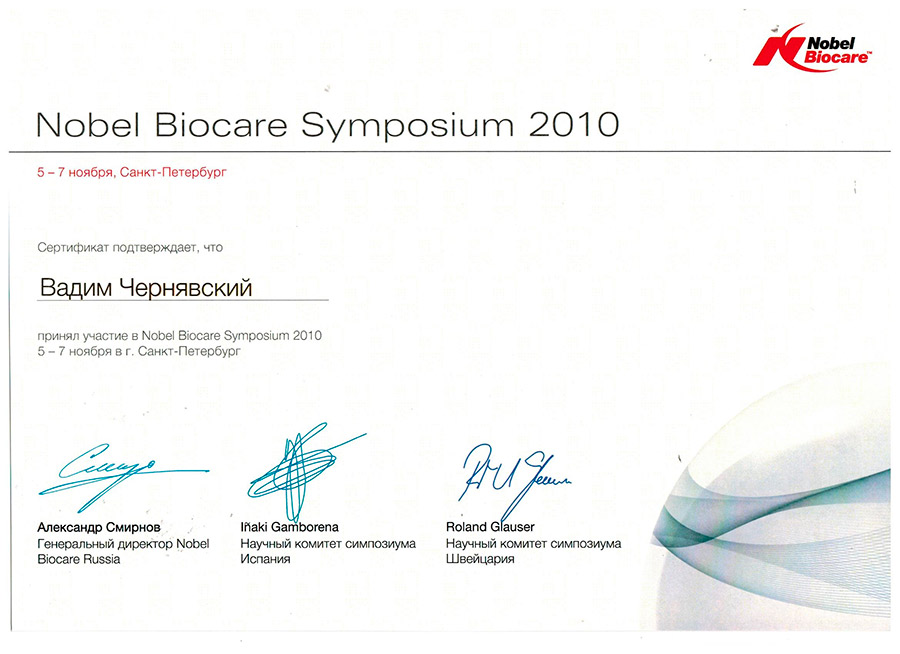 Nobel
Biocare™
Nobel Biocare Symposium 2010
5 – 7 ноября, Санкт-Петербург
Сертификат подтверждает, что
Вадим Чернявский
принял участие в Nobel Biocare Symposium 2010
5 – 7 ноября в г. Санкт-Петербург
Александр Смирнов
Генеральный директор Nobel
Biocare Russia
Iñaki Gamborena
Научный комитет симпозиума
Испания
Roland Glauser
Научный комитет симпозиума
Швейцария